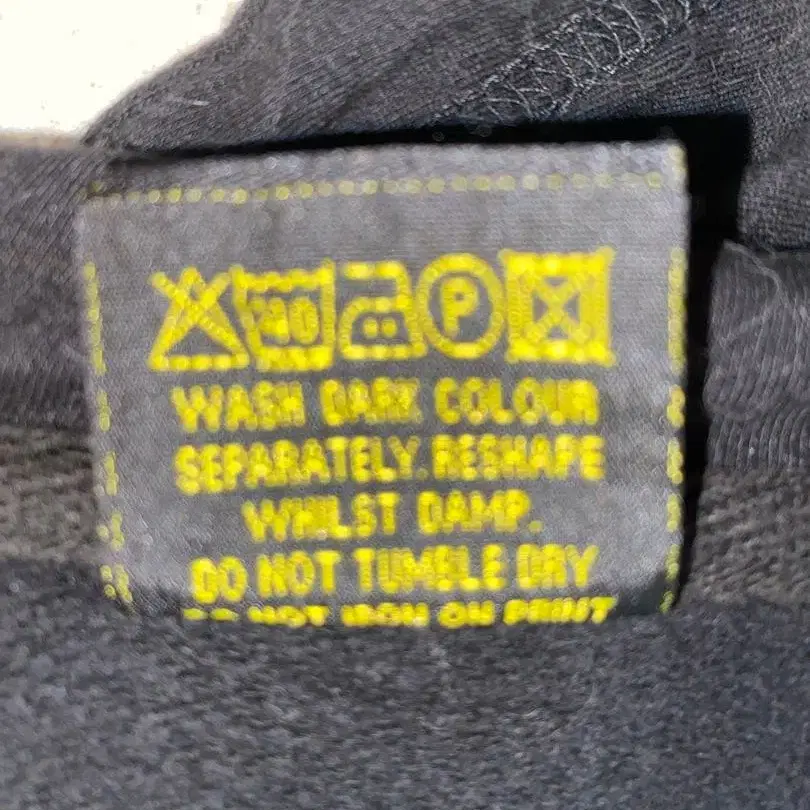 40 P
WASH DARK COLOUR
SEPARATELY. RESHAPE
WHILST DAMP.
DO NOT TUMBLE DRY
DO NOT IRON ON PRINT